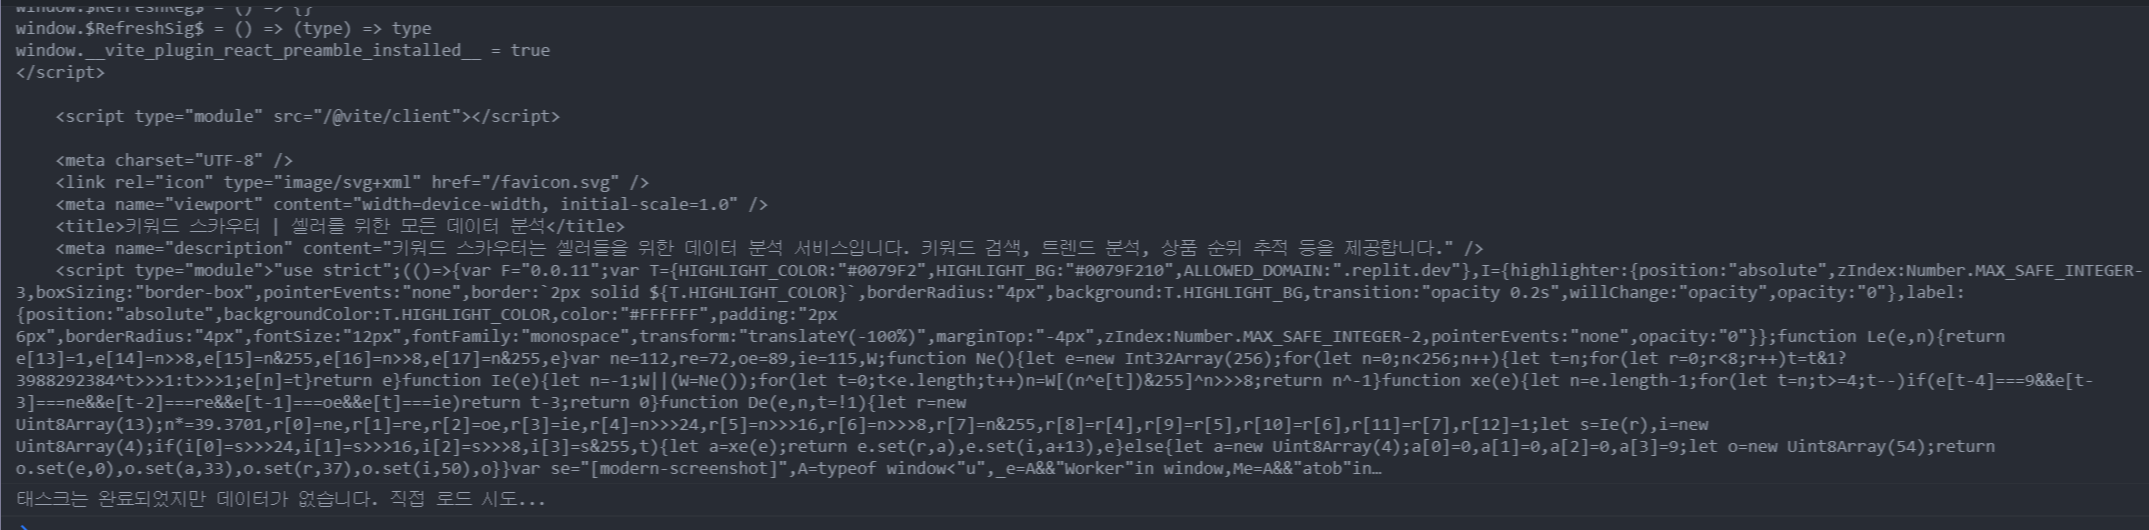 window.$RefreshReg$ = () => {}
window.$RefreshSig$ = () => (type) => type
window.__vite_plugin_react_preamble_installed__ = true
</script>
<script type="module" src="/@vite/client"></script>
<meta charset="UTF-8" />
<link rel="icon" type="image/svg+xml" href="/favicon.svg" />
<meta name="viewport" content="width=device-width, initial-scale=1.0" />
<title>키워드 스카우터 | 셀러를 위한 모든 데이터 분석</title>
<meta name="description" content="키워드 스카우터는 셀러들을 위한 데이터 분석 서비스입니다. 키워드 검색, 트렌드 분석, 상품 순위 추적 등을 제공합니다." />
<script type="module">"use strict";(()=>{var F="0.0.11";var T={HIGHLIGHT_COLOR:"#0079F2",HIGHLIGHT_BG:"#0079F210",ALLOWED_DOMAIN:".replit.dev"},I={highlighter:{position:"absolute",zIndex:Number.MAX_SAFE_INTEGER-
3,boxSizing:"border-box",pointerEvents:"none",border:`2px solid ${T.HIGHLIGHT_COLOR}`,borderRadius:"4px",background:T.HIGHLIGHT_BG,transition:"opacity 0.2s",willChange:"opacity",opacity:"0"},label:
{position:"absolute",backgroundColor:T.HIGHLIGHT_COLOR,color:"#FFFFFF",padding:"2px
6px",borderRadius:"4px",fontSize:"12px",fontFamily:"monospace",transform:"translateY(-100%)",marginTop:"-4px",zIndex:Number.MAX_SAFE_INTEGER-2,pointerEvents:"none",opacity:"0"}};function Le(e,n){return
e[13]=1,e[14]=n>>8,e[15]=n&255,e[16]=n>>8,e[17]=n&255,e}var ne=112,re=72,oe=89,ie=115,W;function Ne(){let e=new Int32Array(256);for(let n=0;n<256;n++){let t=n;for(let r=0;r<8;r++)t=t&1?
3988292384^t>>>1:t>>>1;e[n]=t}return e}function Ie(e){let n=-1;W||(W=Ne());for(let t=0;t<e.length;t++)n=W[(n^e[t])&255]^n>>>8;return n^-1}function xe(e){let n=e.length-1;for(let t=n;t>=4;t--)if(e[t-4]===9&&e[t-
3]===ne&&e[t-2]===re&&e[t-1]===oe&&e[t]===ie)return t-3;return 0}function De(e,n,t=!1){let r=new
Uint8Array(13);n*=39.3701,r[0]=ne,r[1]=re,r[2]=oe,r[3]=ie,r[4]=n>>>24,r[5]=n>>>16,r[6]=n>>>8,r[7]=n&255,r[8]=r[4],r[9]=r[5],r[10]=r[6],r[11]=r[7],r[12]=1;let s=Ie(r),i=new
Uint8Array(4);if(i[0]=s>>>24,i[1]=s>>>16,i[2]=s>>>8,i[3]=s&255,t){let a=xe(e);return e.set(r,a),e.set(i,a+13),e}else{let a=new Uint8Array(4);a[0]=0,a[1]=0,a[2]=0,a[3]=9;let o=new Uint8Array(54);return
o.set(e,0),o.set(a,33),o.set(r,37),o.set(i,50),o}}var se="[modern-screenshot]",A=typeof window<"u",_e=A&&"Worker"in window,Me=A&&"atob"in…
태스크는 완료되었지만 데이터가 없습니다. 직접 로드 시도...